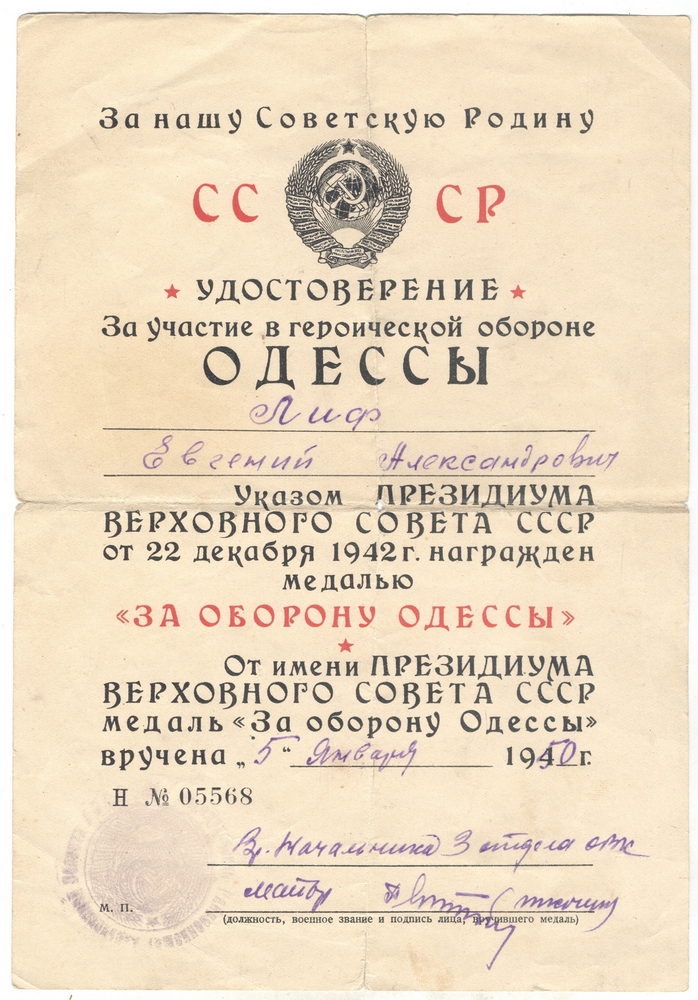 За нашу Советскую Родину
СС СР
УДОСТОВЕРЕНИЕ
За участие в героической обороне
ОДЕССЫ
Лиф
Евгений Александрович
Указом ПРЕЗИДИУМА
ВЕРХОВНОГО СОВЕТА СССР
от 22 декабря 1942 г. награжден
медалью
«ЗА ОБОРОНУ ОДЕССЫ»
От имени ПРЕЗИДИУМА
ВЕРХОВНОГО СОВЕТА СССР
медаль «За оборону Одессы»
вручена „5“ Января 1950 г.
Н № 05568
Вр. Начальника 3 отдела ОВК
майор
М. П.
(должность, военное звание и подпись лица, вручившего медаль)